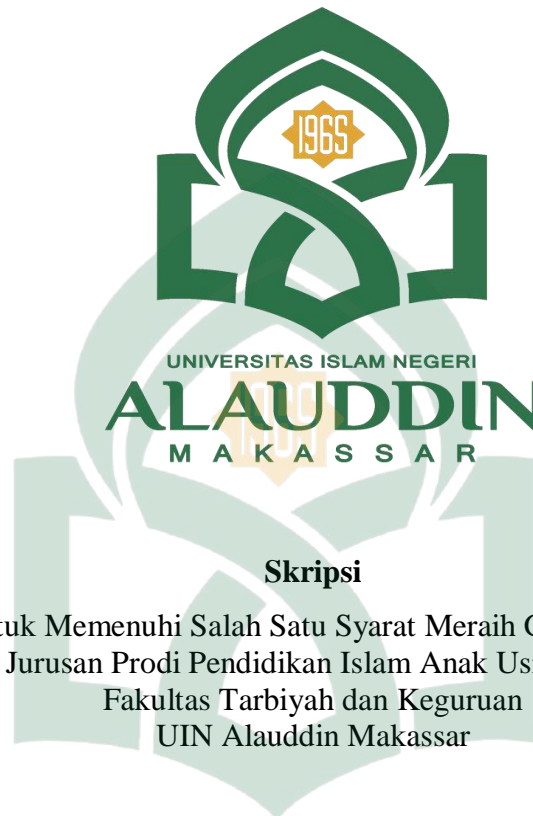 1965
UNIVERSITAS ISLAM NEGERI
ALAUDDIN
MAKASSAR
Skripsi
Memenuhi Salah Satu Syarat Meraih
Jurusan Prodi Pendidikan Islam Anak
Fakultas Tarbiyah dan Keguruan
UIN Alauddin Makassar